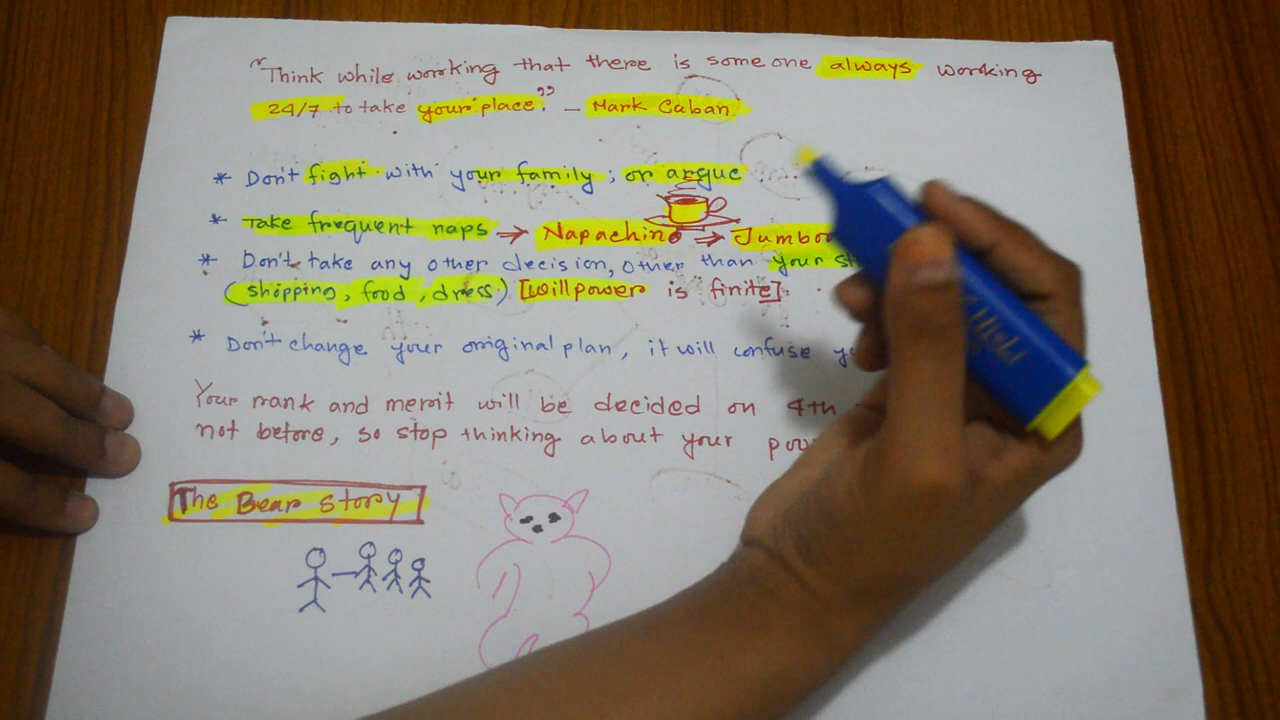 "Think while working that there is some one always working
24/7 to take your place." – Mark Caban
* Don't fight with your family ; or argue
* Take frequent naps → Napachino → Jumbo
* Don't take any other decision, other than your
(shopping, food, dress) [willpower is finite].
* Don't change your original plan, it will confuse
Your rank and merit will be decided on 4th
not before, so stop thinking about your
The Bear Story